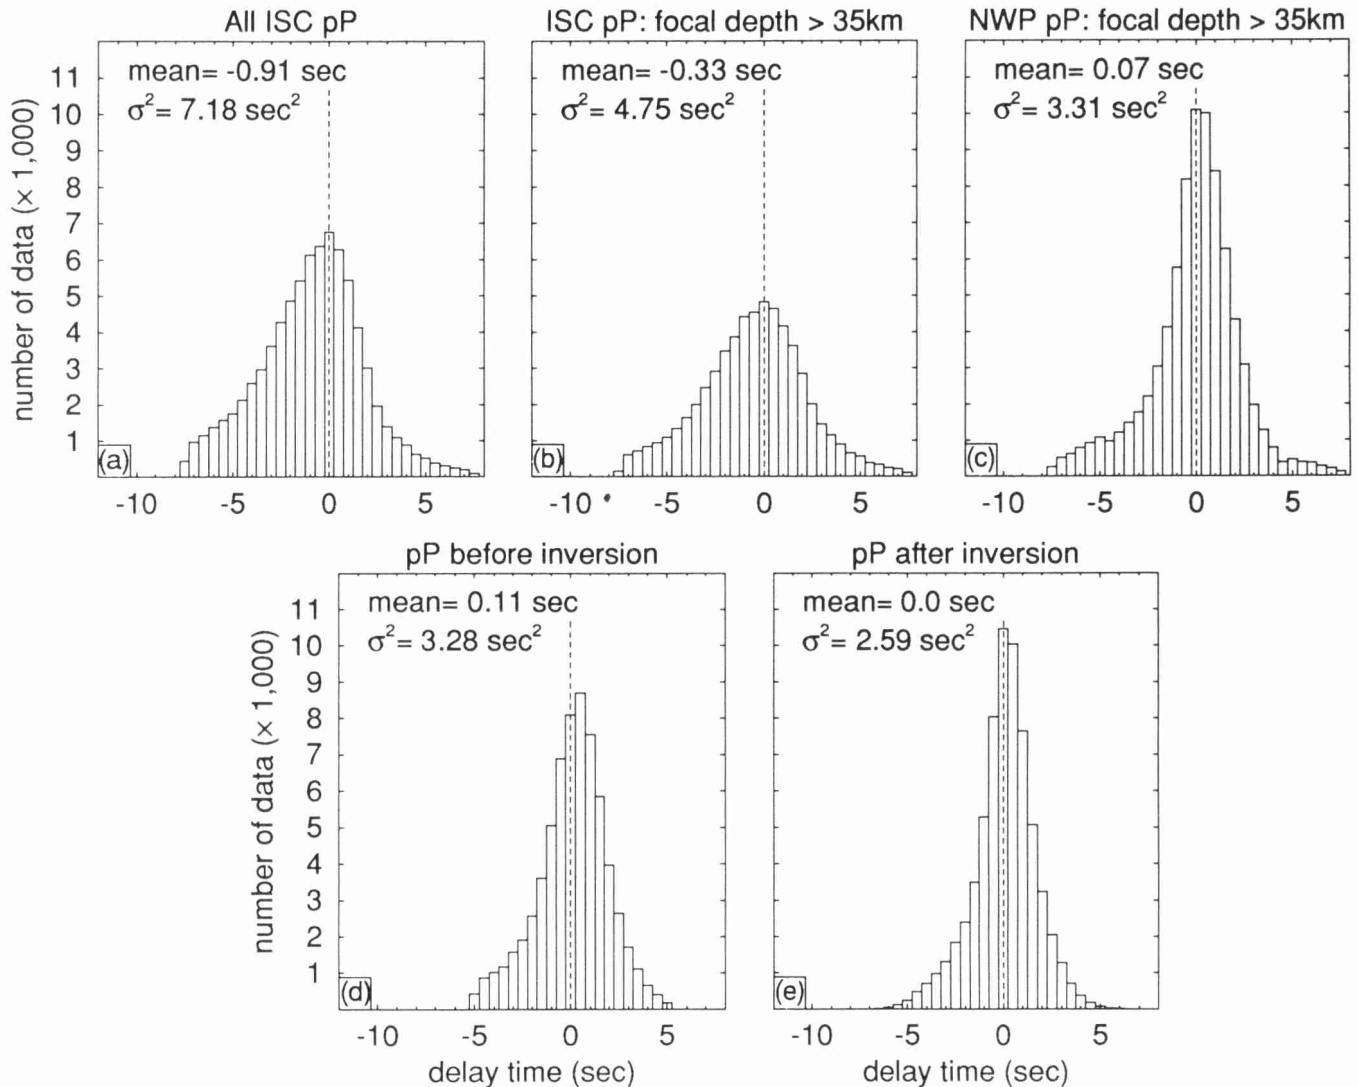 All ISC pP
ISC pP: focal depth > 35km
NWP pP: focal depth > 35km
mean= -0.91 sec
σ²= 7.18 sec²
mean= -0.33 sec
σ²= 4.75 sec²
mean= 0.07 sec
σ²= 3.31 sec²
number of data (× 1,000)
11
10
9
8
7
6
5
4
3
2
1
(a)
(b)
(c)
-10 -5 0 5
-10 -5 0 5
-10 -5 0 5
pP before inversion
pP after inversion
mean= 0.11 sec
σ²= 3.28 sec²
mean= 0.0 sec
σ²= 2.59 sec²
number of data (× 1,000)
11
10
9
8
7
6
5
4
3
2
1
(d)
(e)
-10 -5 0 5
-10 -5 0 5
delay time (sec)
delay time (sec)